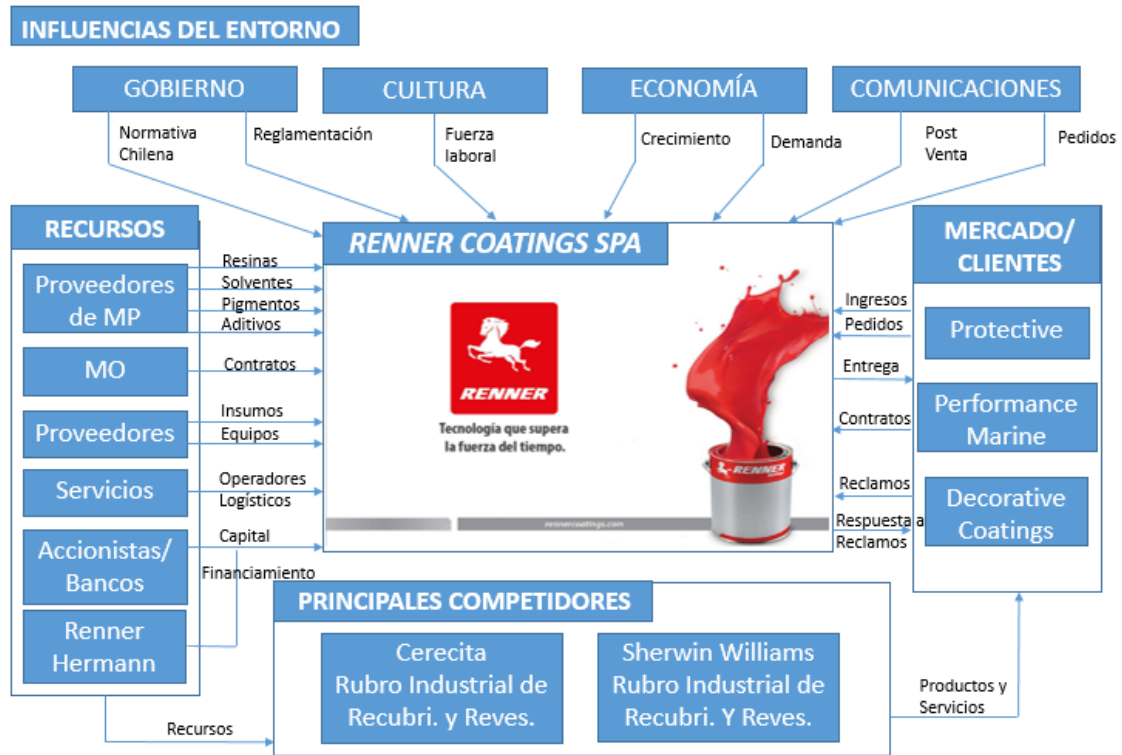 INFLUENCIAS DEL ENTORNO
GOBIERNO
CULTURA
ECONOMÍA
COMUNICACIONES
Normativa
Chilena
Reglamentación
Fuerza
laboral
Crecimiento
Demanda
Post
Venta
Pedidos
RECURSOS
Proveedores
de MP
MO
Proveedores
Servicios
Accionistas/
Bancos
Renner
Hermann
Resinas
Solventes
Pigmentos
Aditivos
Contratos
Insumos
Equipos
Operadores
Logísticos
Capital
Financiamiento
RENNER COATINGS SPA
RENNER
Tecnología que supera
la fuerza del tiempo.
RENNER
rennercoatings.com
Ingresos
Pedidos
Entrega
Contratos
Reclamos
Respuesta a
Reclamos
MERCADO/
CLIENTES
Protective
Performance
Marine
Decorative
Coatings
PRINCIPALES COMPETIDORES
Cerecita
Rubro Industrial de
Recubri. y Reves.
Sherwin Williams
Rubro Industrial de
Recubri. Y Reves.
Recursos
Productos y
Servicios